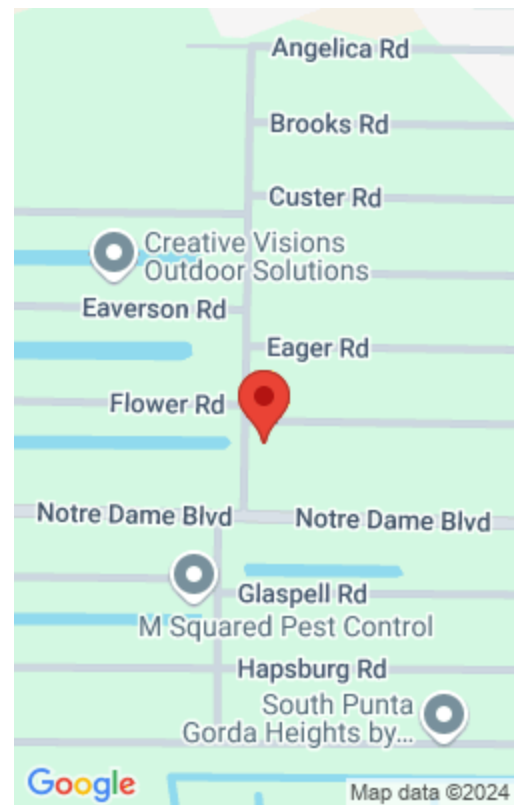 Angelica Rd
Brooks Rd
Custer Rd
Creative Visions
Outdoor Solutions
Eaverson Rd
Eager Rd
Flower Rd
Notre Dame Blvd
Notre Dame Blvd
Glaspell Rd
M Squared Pest Control
Hapsburg Rd
South Punta
Gorda Heights by...
Google
Map data ©2024